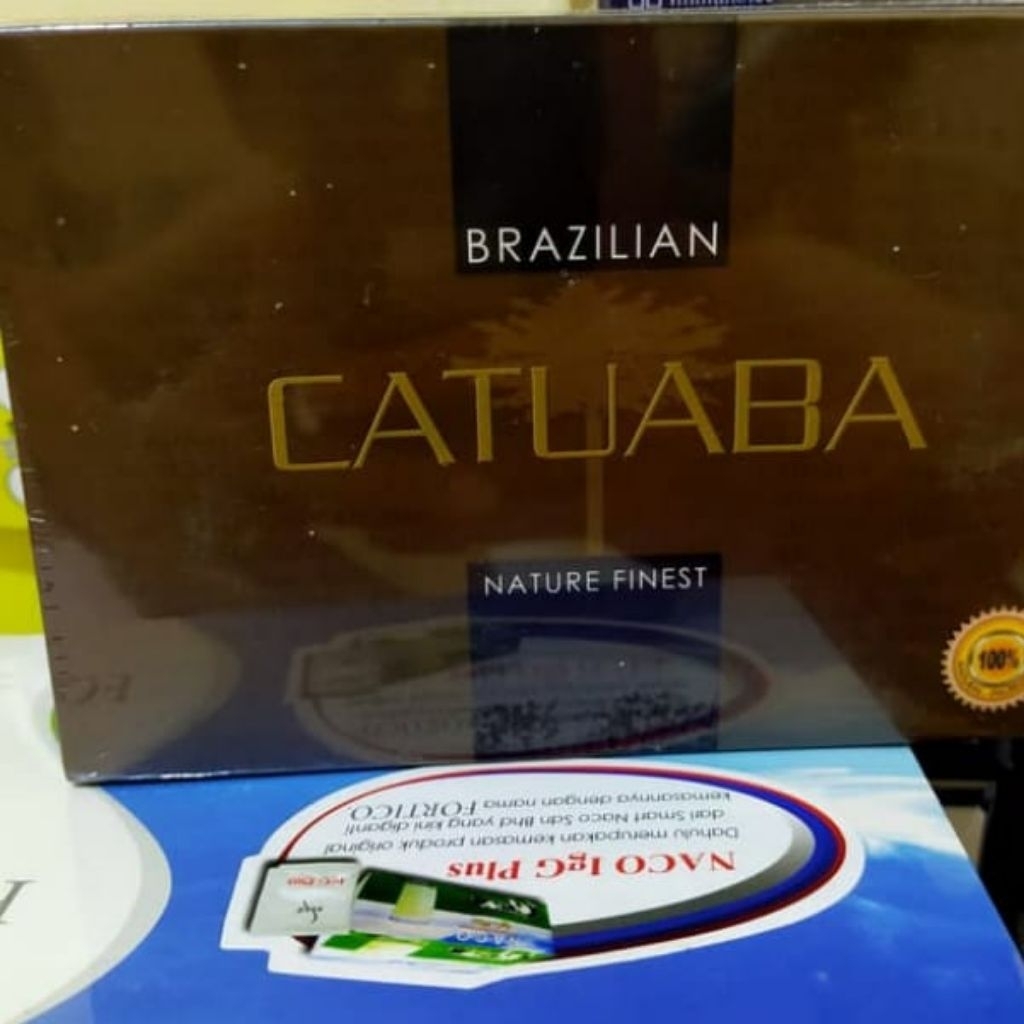 BRAZILIAN
CATUABA
NATURE FINEST
100%
NACO IgG Plus
Dahulu merupakan kemasan produk original
dari Smart Naco Sdn Bhd yang kini diganti
kemasannya dengan nama FORTICO.